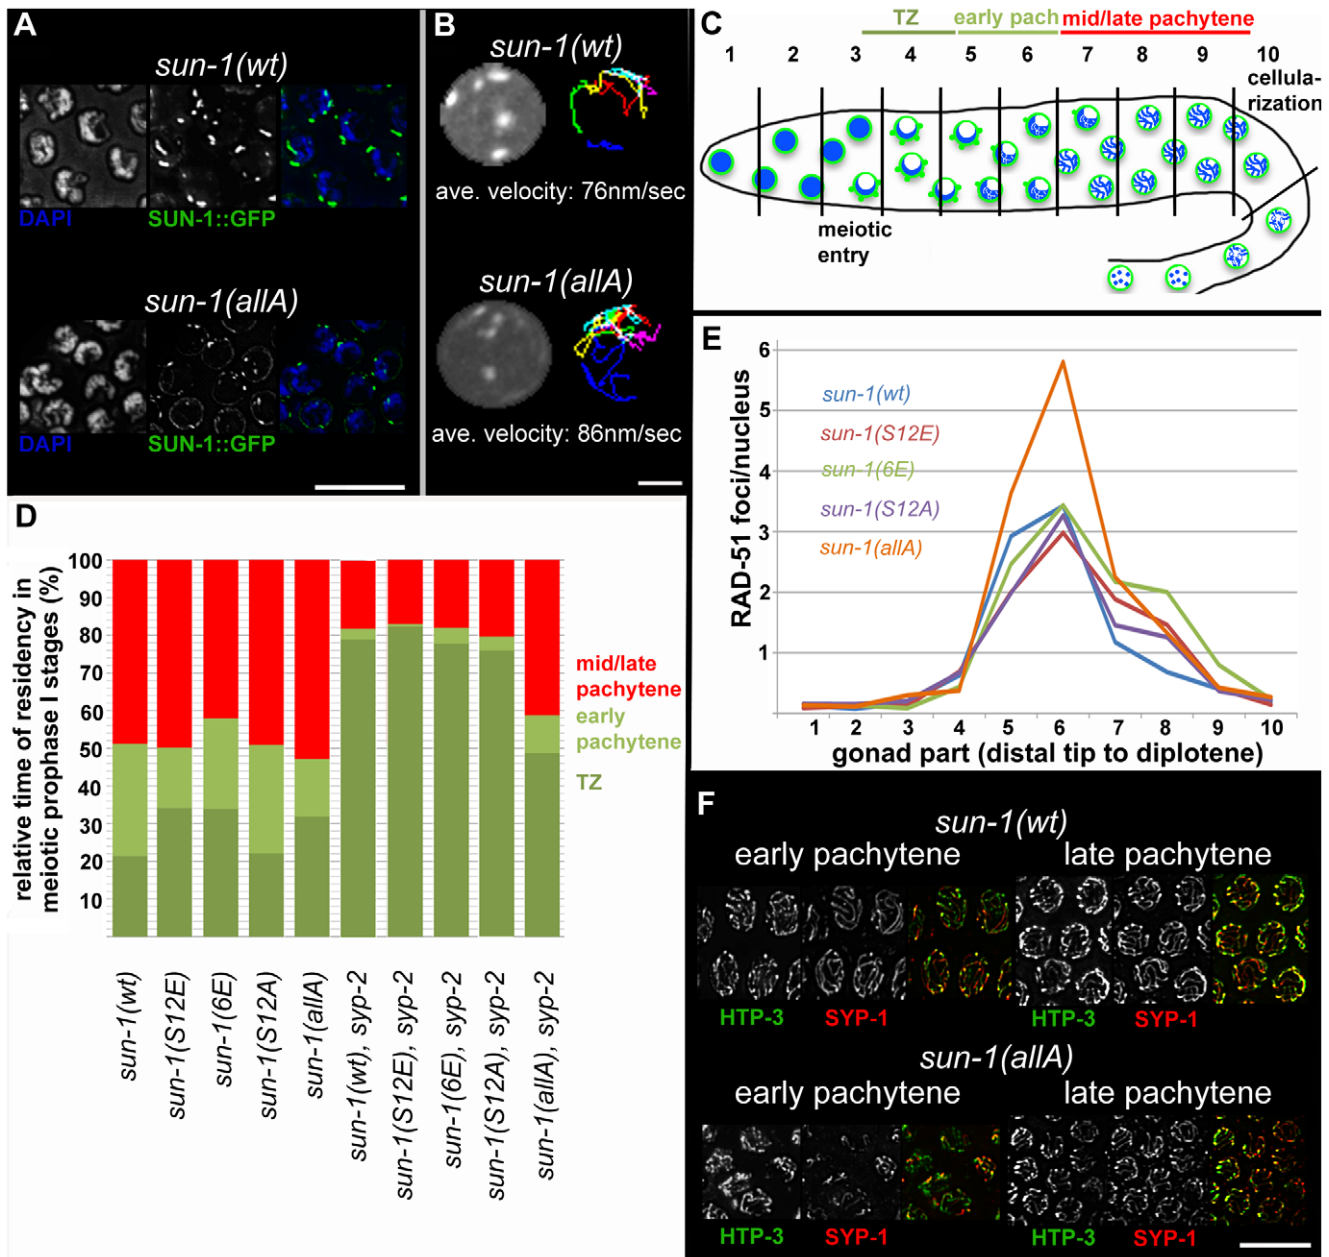 A
sun-1(wt)
DAPI
SUN-1::GFP
sun-1(allA)
DAPI
SUN-1::GFP
B
sun-1(wt)
ave. velocity: 76nm/sec
sun-1(allA)
ave. velocity: 86nm/sec
C
TZ
early pach
mid/late pachytene
1 2 3 4 5 6 7 8 9 10
cellula-
rization
meiotic
entry
D
relative time of residency in
meiotic prophase I stages (%)
100
90
80
70
60
50
40
30
20
10
mid/late
pachytene
early
pachytene
TZ
sun-1(wt)
sun-1(S12E)
sun-1(6E)
sun-1(S12A)
sun-1(allA)
sun-1(wt), syp-2
sun-1(S12E), syp-2
sun-1(6E), syp-2
sun-1(S12A), syp-2
sun-1(allA), syp-2
E
RAD-51 foci/nucleus
6
5
4
3
2
1
sun-1(wt)
sun-1(S12E)
sun-1(6E)
sun-1(S12A)
sun-1(allA)
1 2 3 4 5 6 7 8 9 10
gonad part (distal tip to diplotene)
F
sun-1(wt)
early pachytene
late pachytene
HTP-3
SYP-1
HTP-3
SYP-1
sun-1(allA)
early pachytene
late pachytene
HTP-3
SYP-1
HTP-3
SYP-1